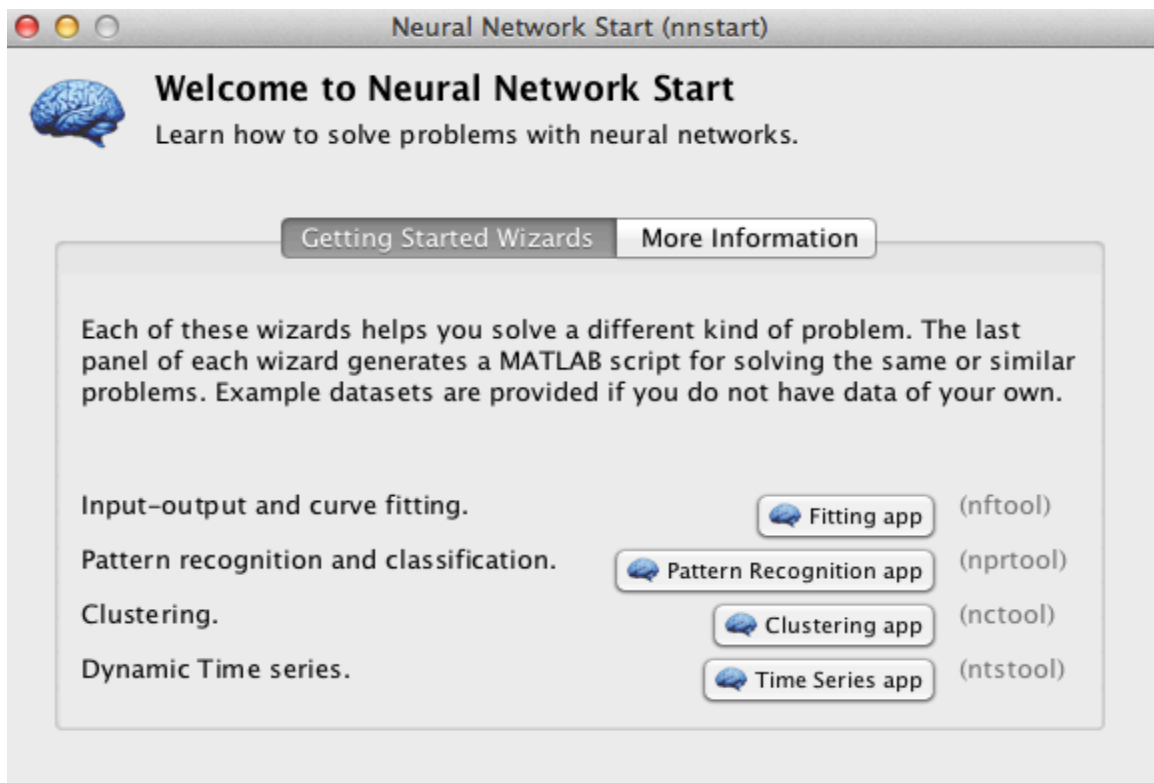 Neural Network Start (nnstart)
Welcome to Neural Network Start
Learn how to solve problems with neural networks.
Getting Started Wizards More Information
Each of these wizards helps you solve a different kind of problem. The last
panel of each wizard generates a MATLAB script for solving the same or similar
problems. Example datasets are provided if you do not have data of your own.
Input-output and curve fitting. Fitting app (nftool)
Pattern recognition and classification. Pattern Recognition app (nprtool)
Clustering. Clustering app (nctool)
Dynamic Time series. Time Series app (ntstool)